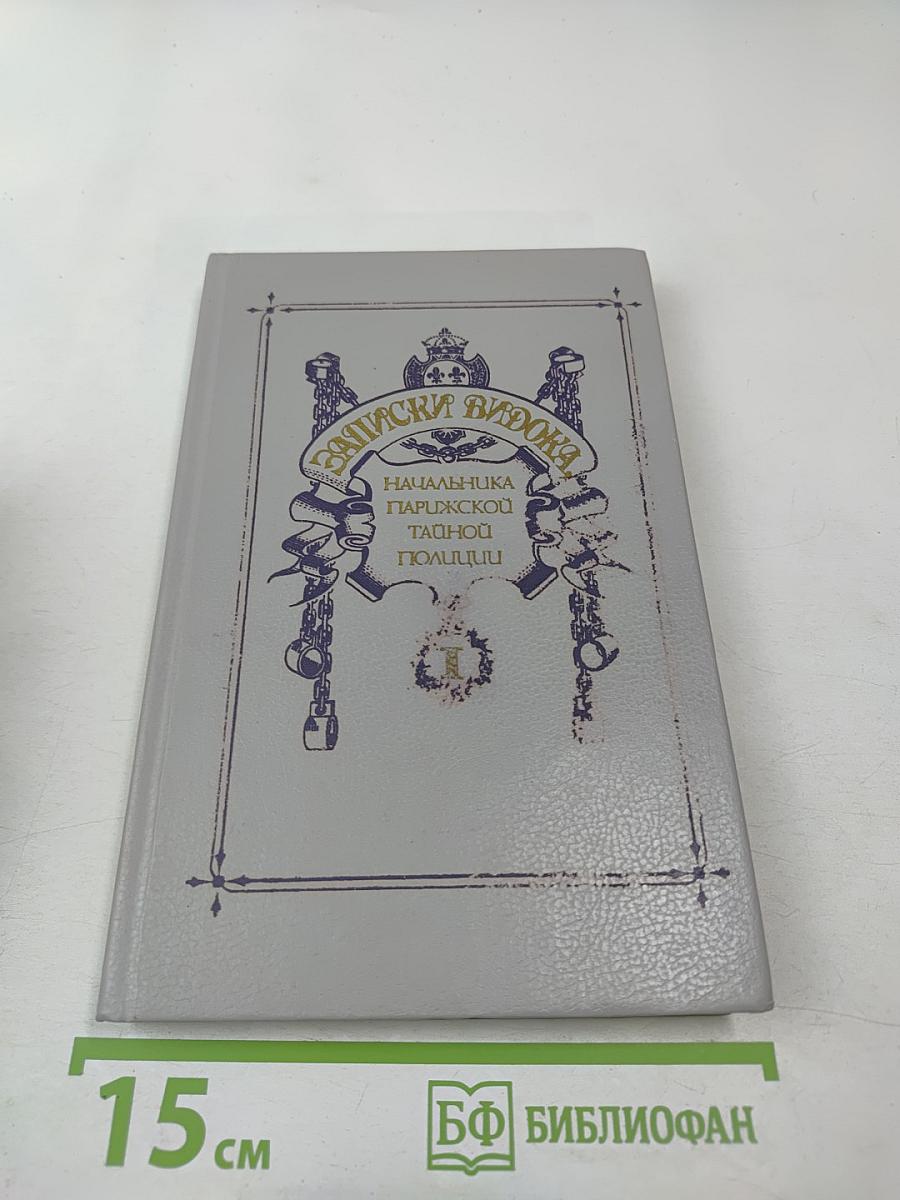 ЗАПИСКИ ВИДОКА,
НАЧАЛЬНИКА
ПАРИЖСКОЙ
ТАЙНОЙ
ПОЛИЦИИ
I
15 см
БФ БИБЛИОФАН